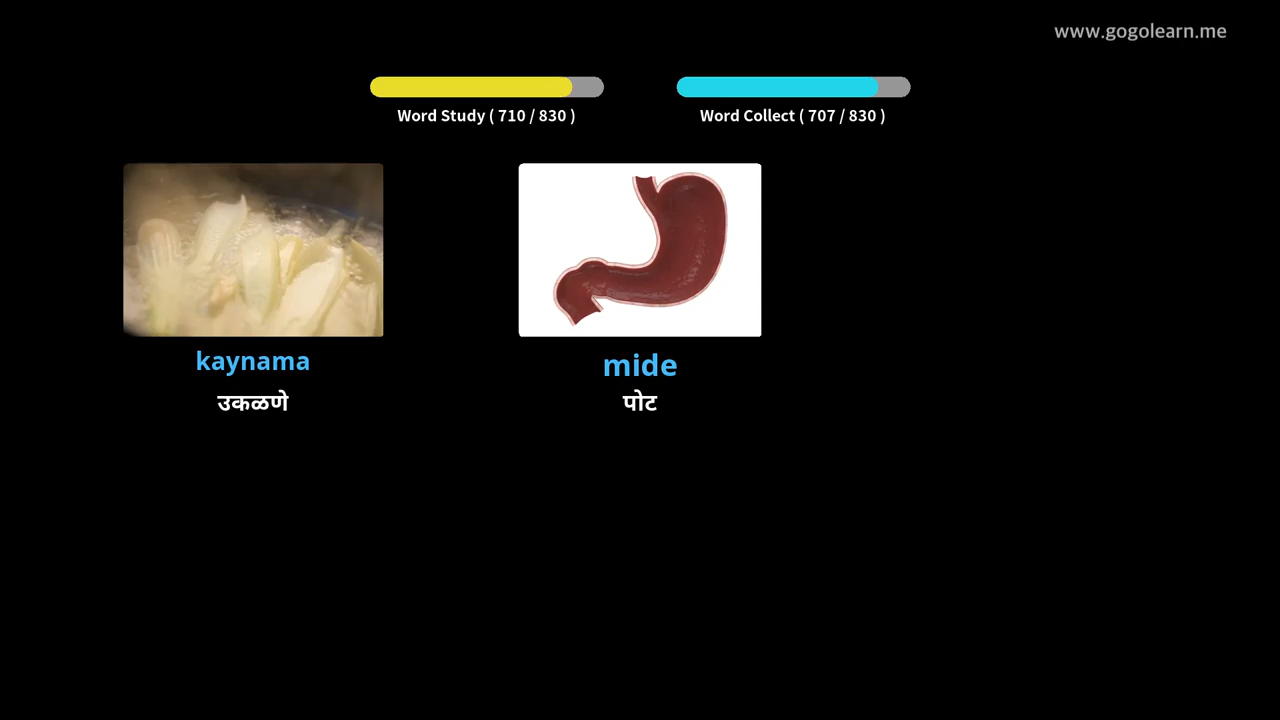 www.gogolearn.me
Word Study ( 710 / 830 )
Word Collect ( 707 / 830 )
kaynama
उकळणे
mide
पोट